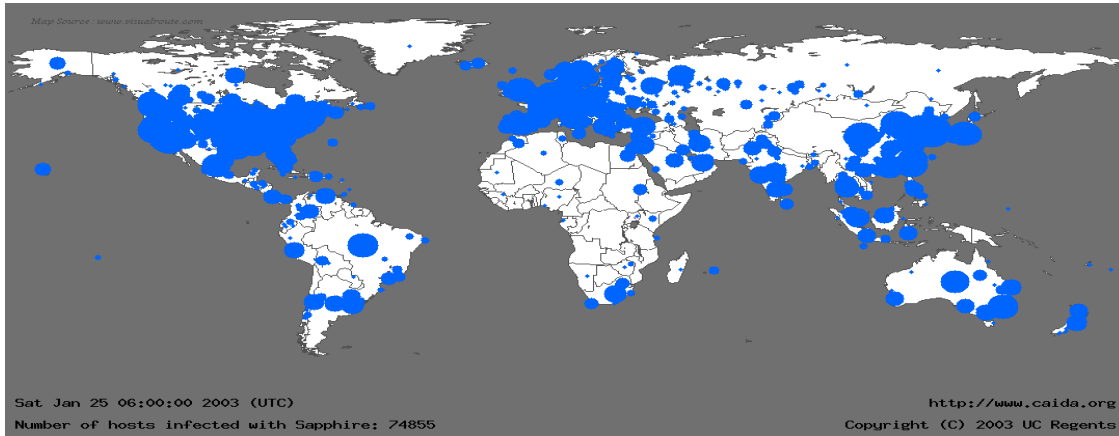 Map Source : www.visualroute.com
Sat Jan 25 06:00:00 2003 (UTC)
http://www.caida.org
Number of hosts infected with Sapphire: 74855
Copyright (C) 2003 UC Regents